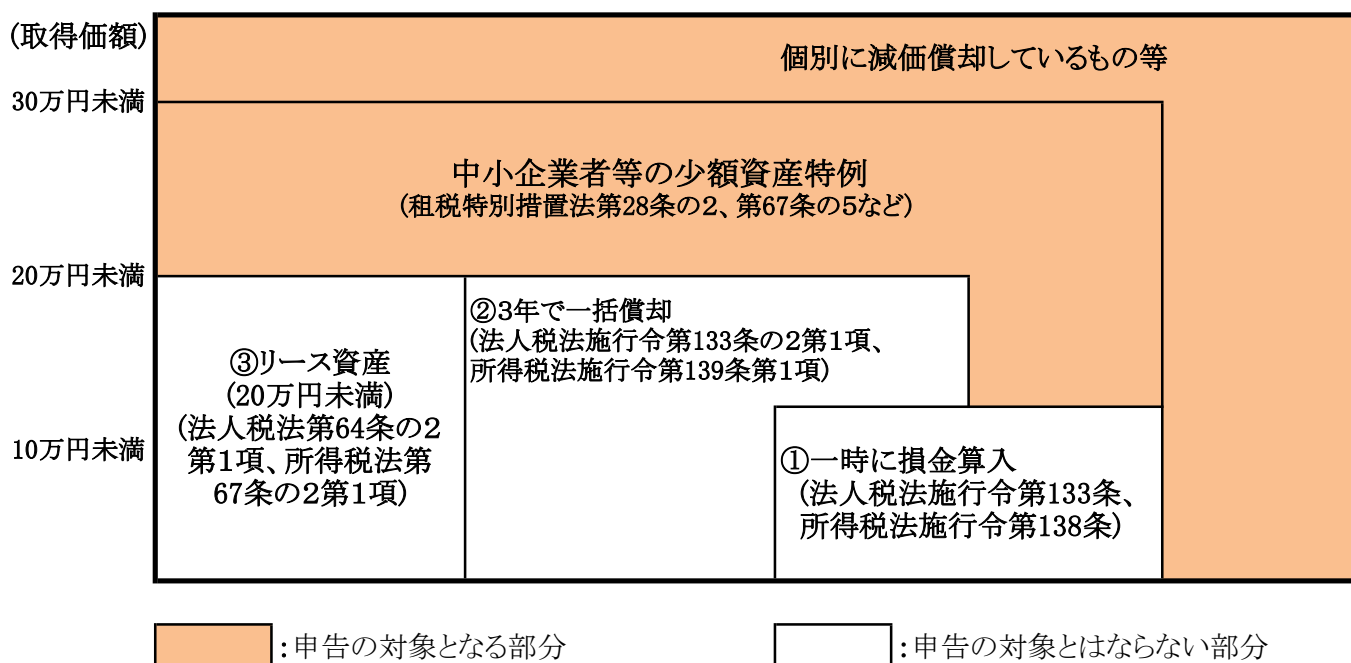 (取得価額)
個別に減価償却しているもの等
30万円未満
中小企業者等の少額資産特例
(租税特別措置法第28条の2、第67条の5など)
20万円未満
②3年で一括償却
(法人税法施行令第133条の2第1項、
所得税法施行令第139条第1項)
③リース資産
(20万円未満)
(法人税法第64条の2
第1項、所得税法第
67条の2第1項)
10万円未満
①一時に損金算入
(法人税法施行令第133条、
所得税法施行令第138条)
:申告の対象となる部分
:申告の対象とはならない部分